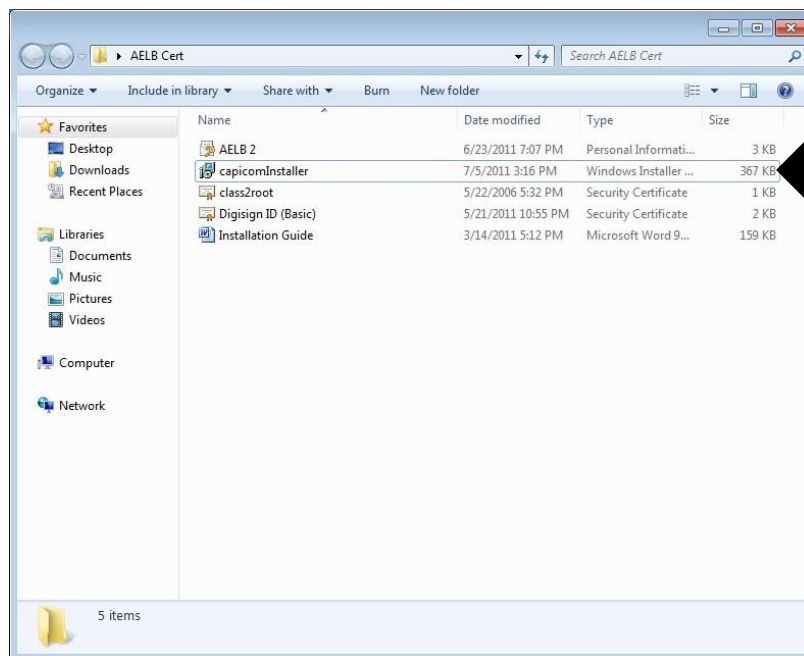 AELB Cert
Search AELB Cert
Organize Include in library Share with Burn New folder
Favorites
Desktop
Downloads
Recent Places
Libraries
Documents
Music
Pictures
Videos
Computer
Network
Name Date modified Type Size
AELB 2 6/23/2011 7:07 PM Personal Informati... 3 KB
capicomInstaller 7/5/2011 3:16 PM Windows Installer ... 367 KB
class2root 5/22/2006 5:32 PM Security Certificate 1 KB
Digisign ID (Basic) 5/21/2011 10:55 PM Security Certificate 2 KB
Installation Guide 3/14/2011 5:12 PM Microsoft Word 9... 159 KB
5 items